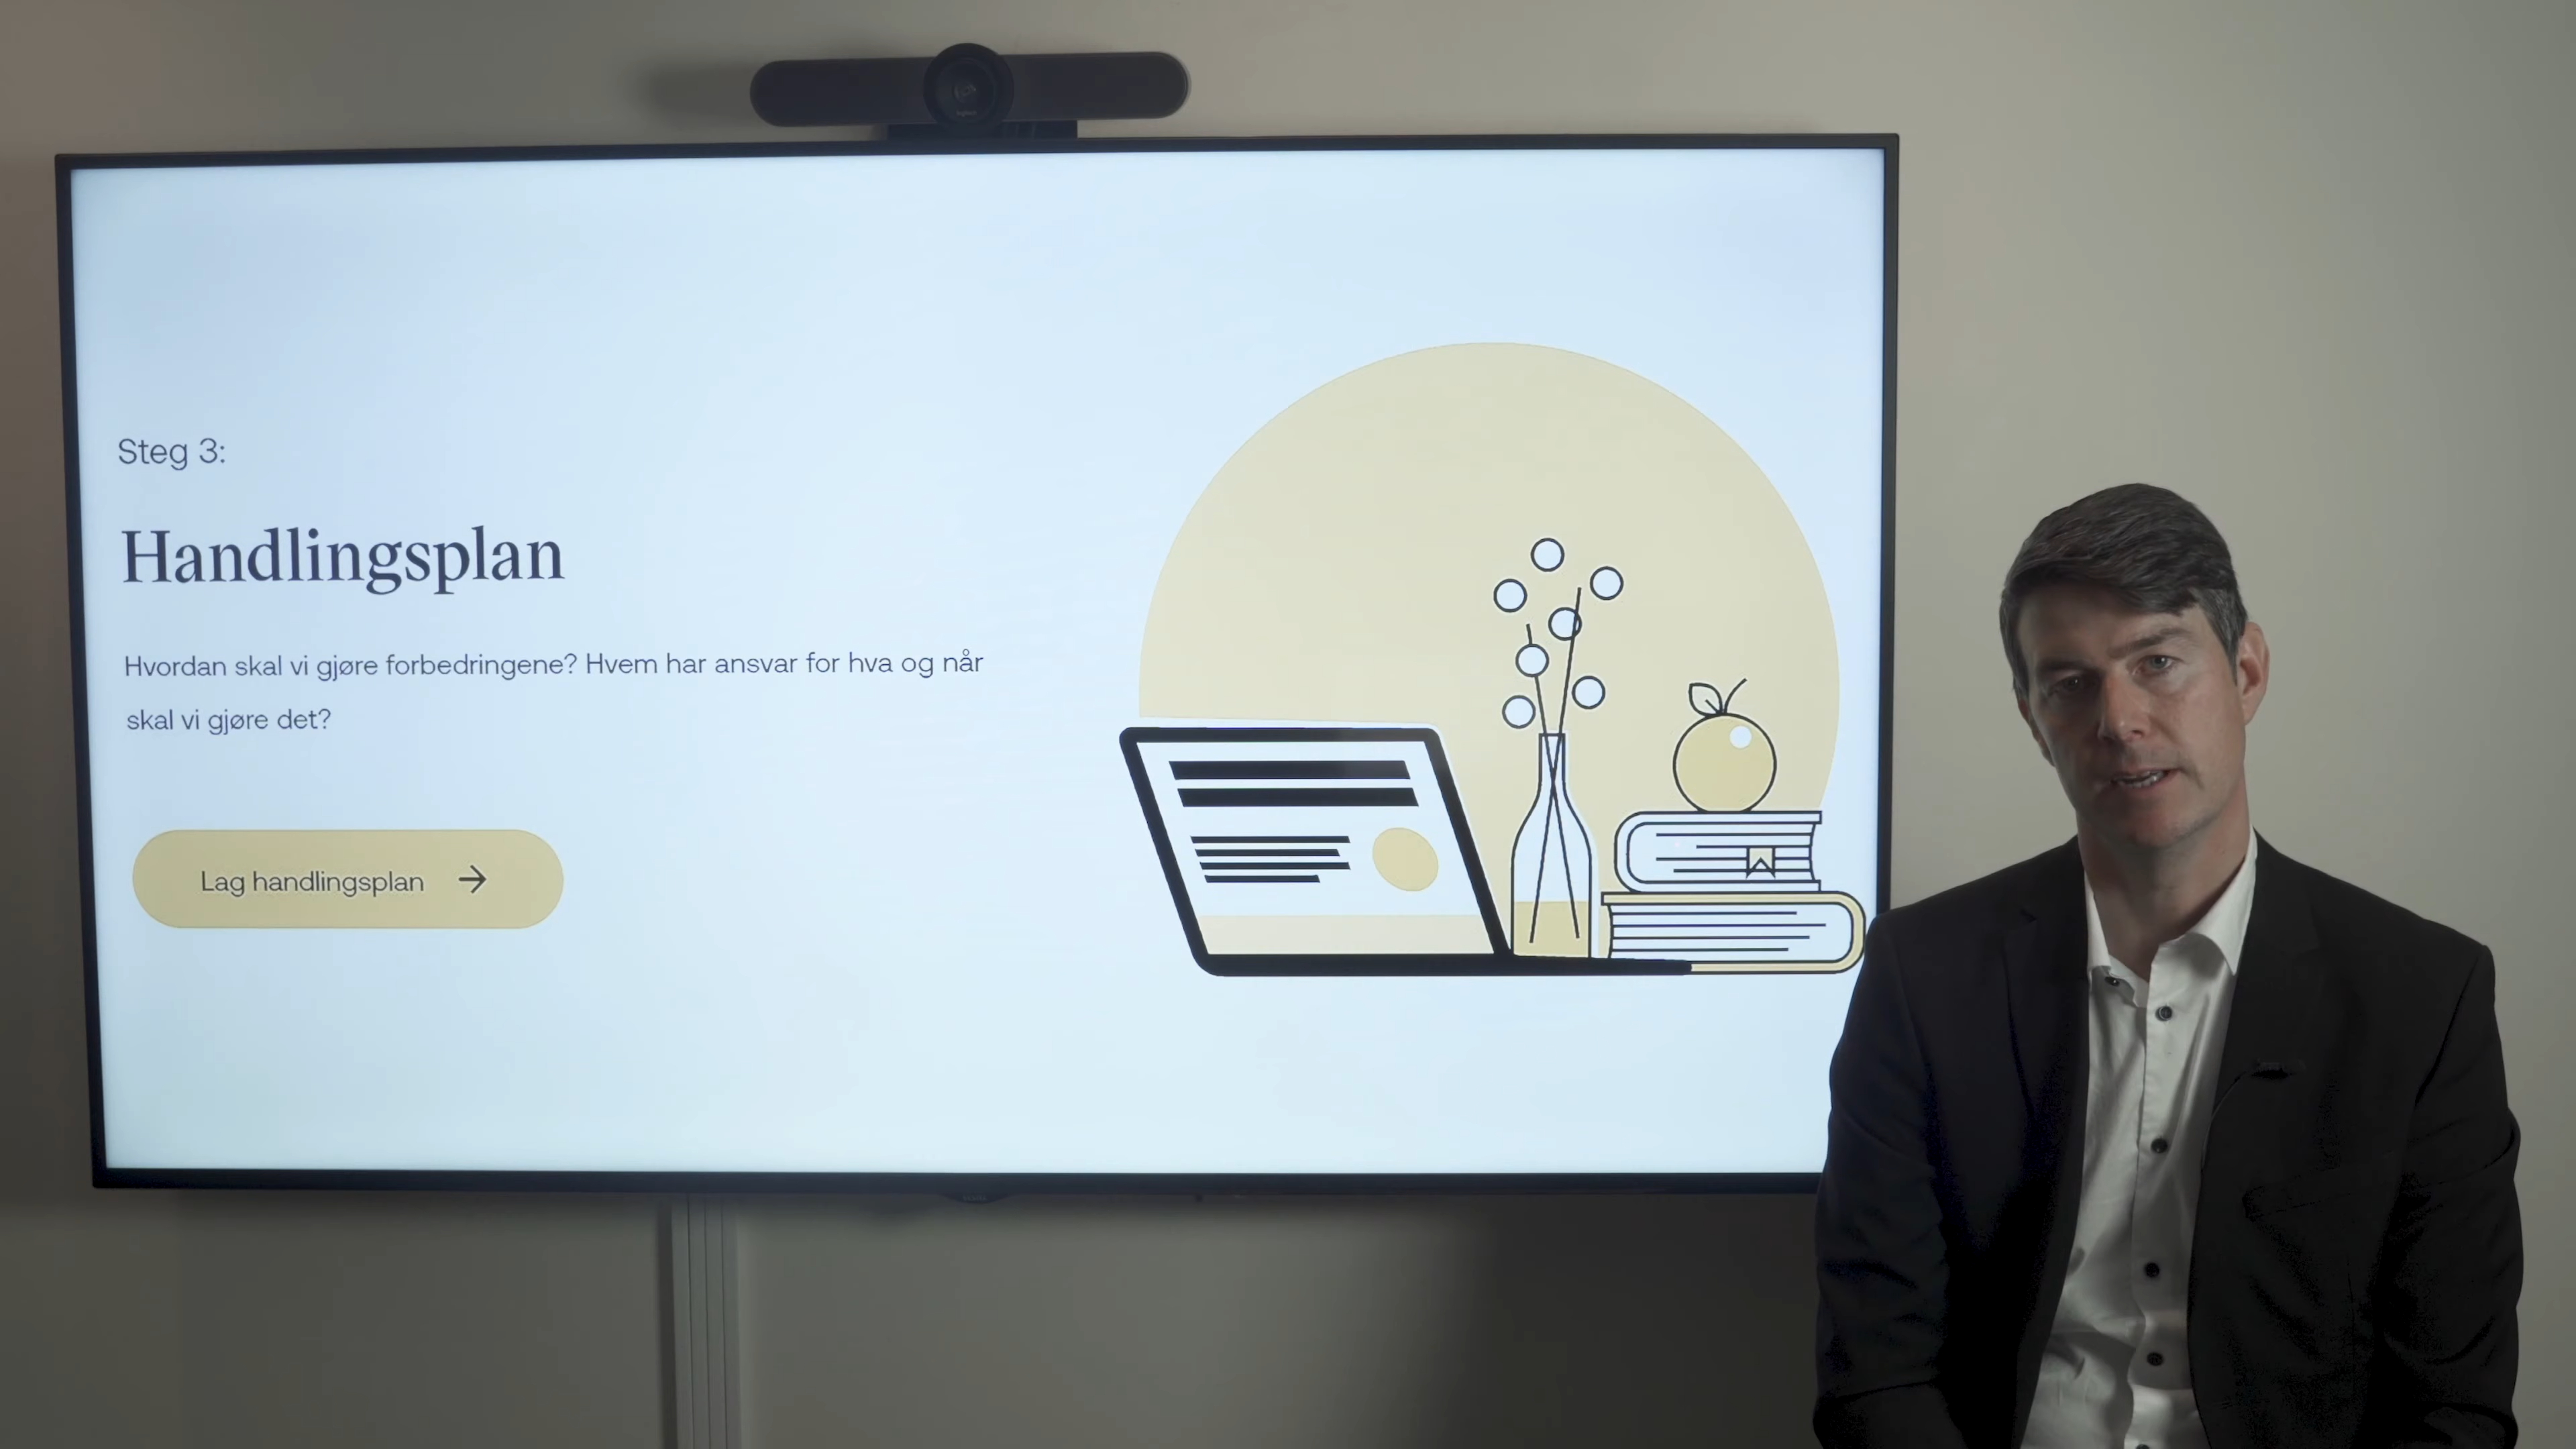 Steg 3:
Handlingsplan
Hvordan skal vi gjøre forbedringene? Hvem har ansvar for hva og når
skal vi gjøre det?
Lag handlingsplan